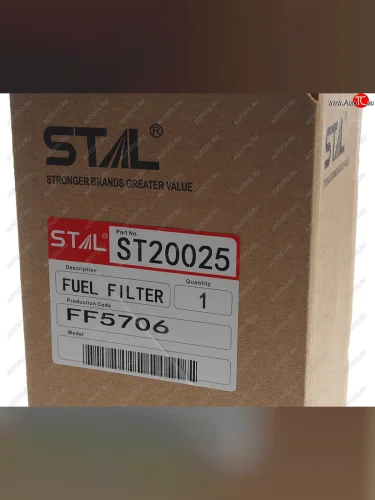 STAL®
STRONGER BRANDS GREATER VALUE
STAL
Part No.
ST20025
Description
Quantity
FUEL FILTER
1
Production Code
FF5706
Model